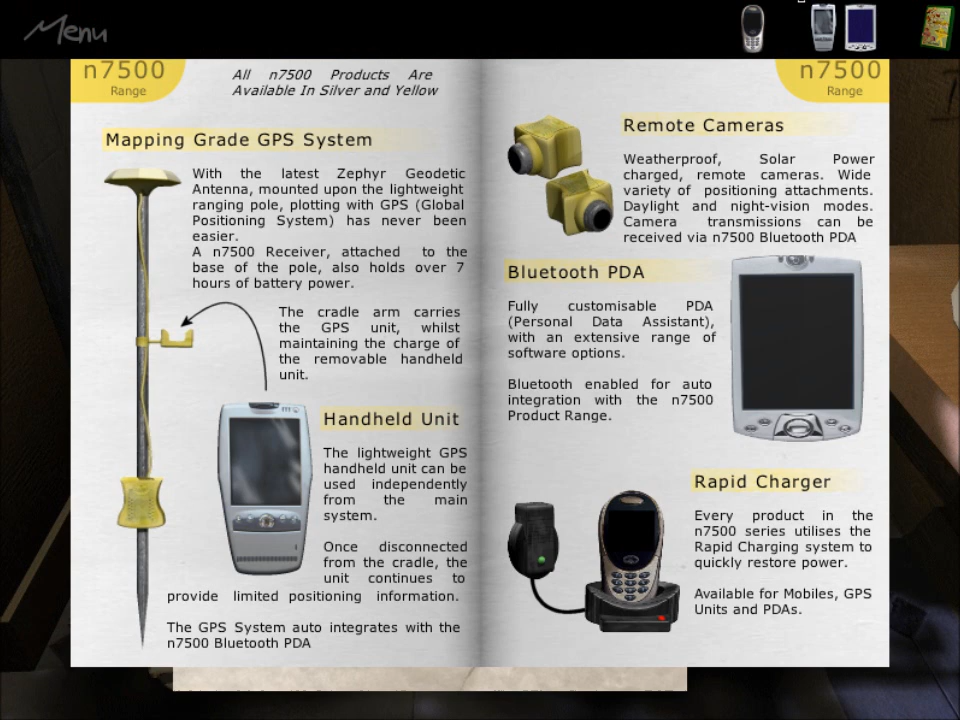 Menu
n7500
Range
All n7500 Products Are
Available In Silver and Yellow
Mapping Grade GPS System
With the latest Zephyr Geodetic
Antenna, mounted upon the lightweight
ranging pole, plotting with GPS (Global
Positioning System) has never been
easier.
A n7500 Receiver, attached to the
base of the pole, also holds over 7
hours of battery power.
The cradle arm carries
the GPS unit, whilst
maintaining the charge of
the removable handheld
unit.
Handheld Unit
The lightweight GPS
handheld unit can be
used independently
from the main
system.
Once disconnected
from the cradle, the
unit continues to
provide limited positioning information.
The GPS System auto integrates with the
n7500 Bluetooth PDA
n7500
Range
Remote Cameras
Weatherproof, Solar Power
charged, remote cameras. Wide
variety of positioning attachments.
Daylight and night-vision modes.
Camera transmissions can be
received via n7500 Bluetooth PDA
Bluetooth PDA
Fully customisable PDA
(Personal Data Assistant),
with an extensive range of
software options.
Bluetooth enabled for auto
integration with the n7500
Product Range.
Rapid Charger
Every product in the
n7500 series utilises the
Rapid Charging system to
quickly restore power.
Available for Mobiles, GPS
Units and PDAs.